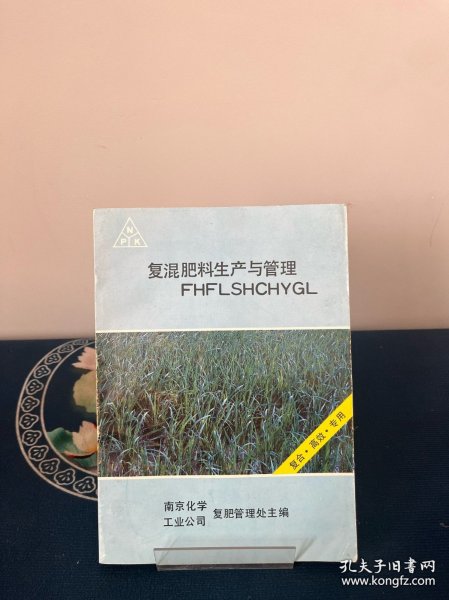 N
P K
复混肥料生产与管理
FHFLSHCHYGL
复合·高效·专用
南京化学
工业公司 复肥管理处主编
孔夫子旧书网
www.kongfz.com